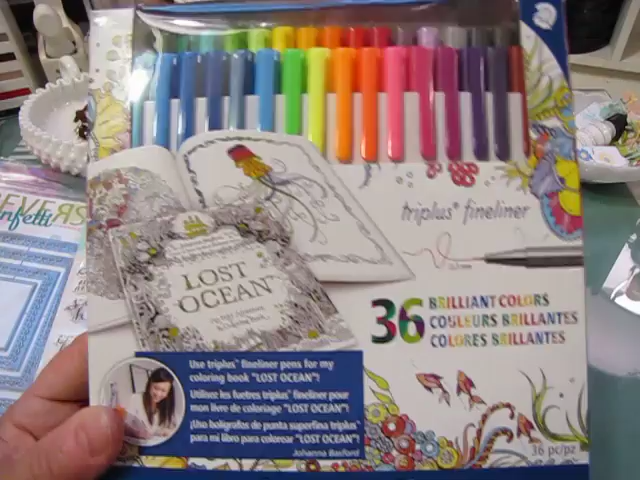 triplus® fineliner
LOST
OCEAN
36
BRILLIANT COLORS
COULEURS BRILLANTES
COLORES BRILLANTES
Use triplus® fineliner pens for my
coloring book "LOST OCEAN"!
Utilisez les feutres triplus® fineliner pour
mon livre de coloriage "LOST OCEAN"!
¡Usa bolígrafos de punta superfina triplus®
para mi libro para colorear "LOST OCEAN"!
Johanna Basford
36 pc/pz
confetti